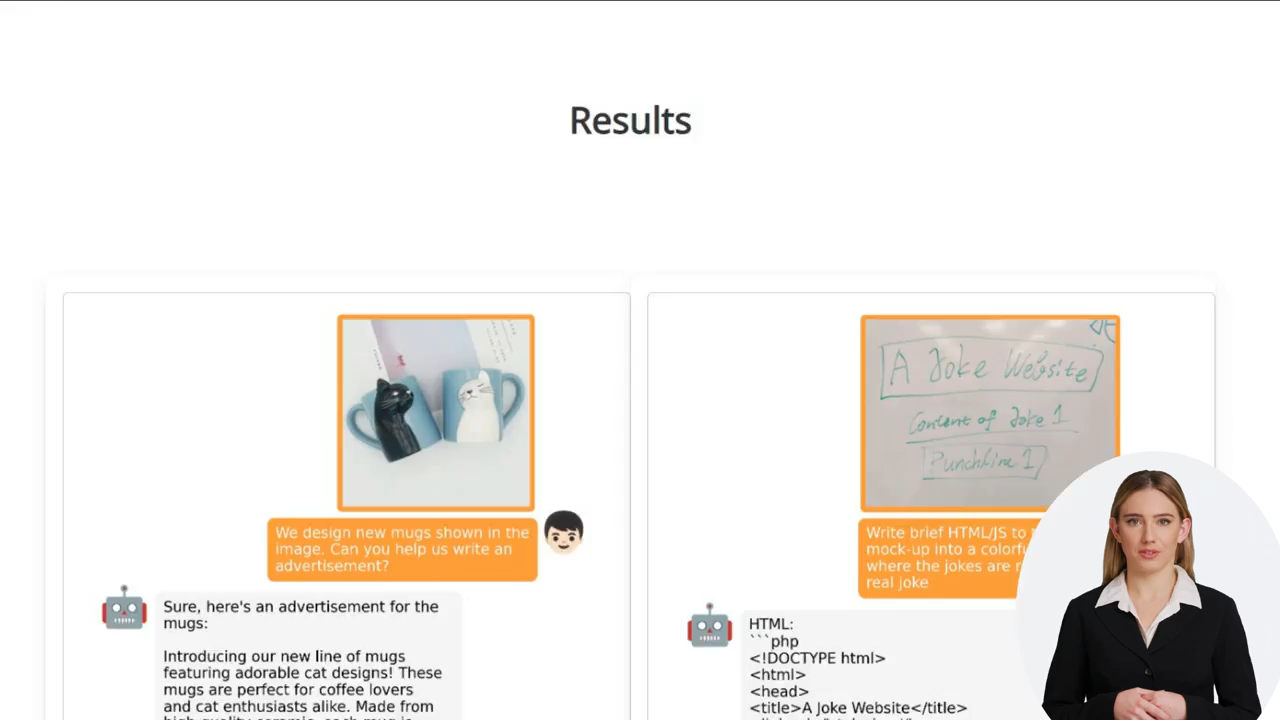 Results
A Joke Website
Content of Joke 1
Punchline 1
We design new mugs shown in the
image. Can you help us write an
advertisement?
Sure, here's an advertisement for the
mugs:
Introducing our new line of mugs
featuring adorable cat designs! These
mugs are perfect for coffee lovers
and cat enthusiasts alike. Made from
Write brief HTML/JS to
mock-up into a
where the jokes are
real joke
HTML:
```php
<!DOCTYPE html>
<html>
<head>
<title>A Joke Website</title>